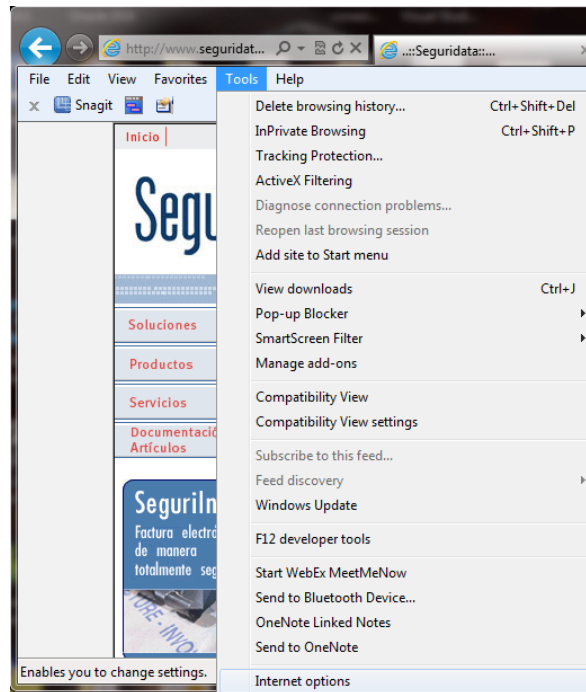 http://www.seguridat...
..::Seguridata::...
File Edit View Favorites Tools Help
x Snagit
Delete browsing history... Ctrl+Shift+Del
InPrivate Browsing Ctrl+Shift+P
Tracking Protection...
ActiveX Filtering
Diagnose connection problems...
Reopen last browsing session
Add site to Start menu
View downloads Ctrl+J
Pop-up Blocker
SmartScreen Filter
Manage add-ons
Compatibility View
Compatibility View settings
Subscribe to this feed...
Feed discovery
Windows Update
F12 developer tools
Start WebEx MeetMeNow
Send to Bluetooth Device...
OneNote Linked Notes
Send to OneNote
Internet options
Inicio
Segu
Soluciones
Productos
Servicios
Documentació
Artículos
SeguriIn
Factura electró
de manera
totalmente seg
Enables you to change settings.